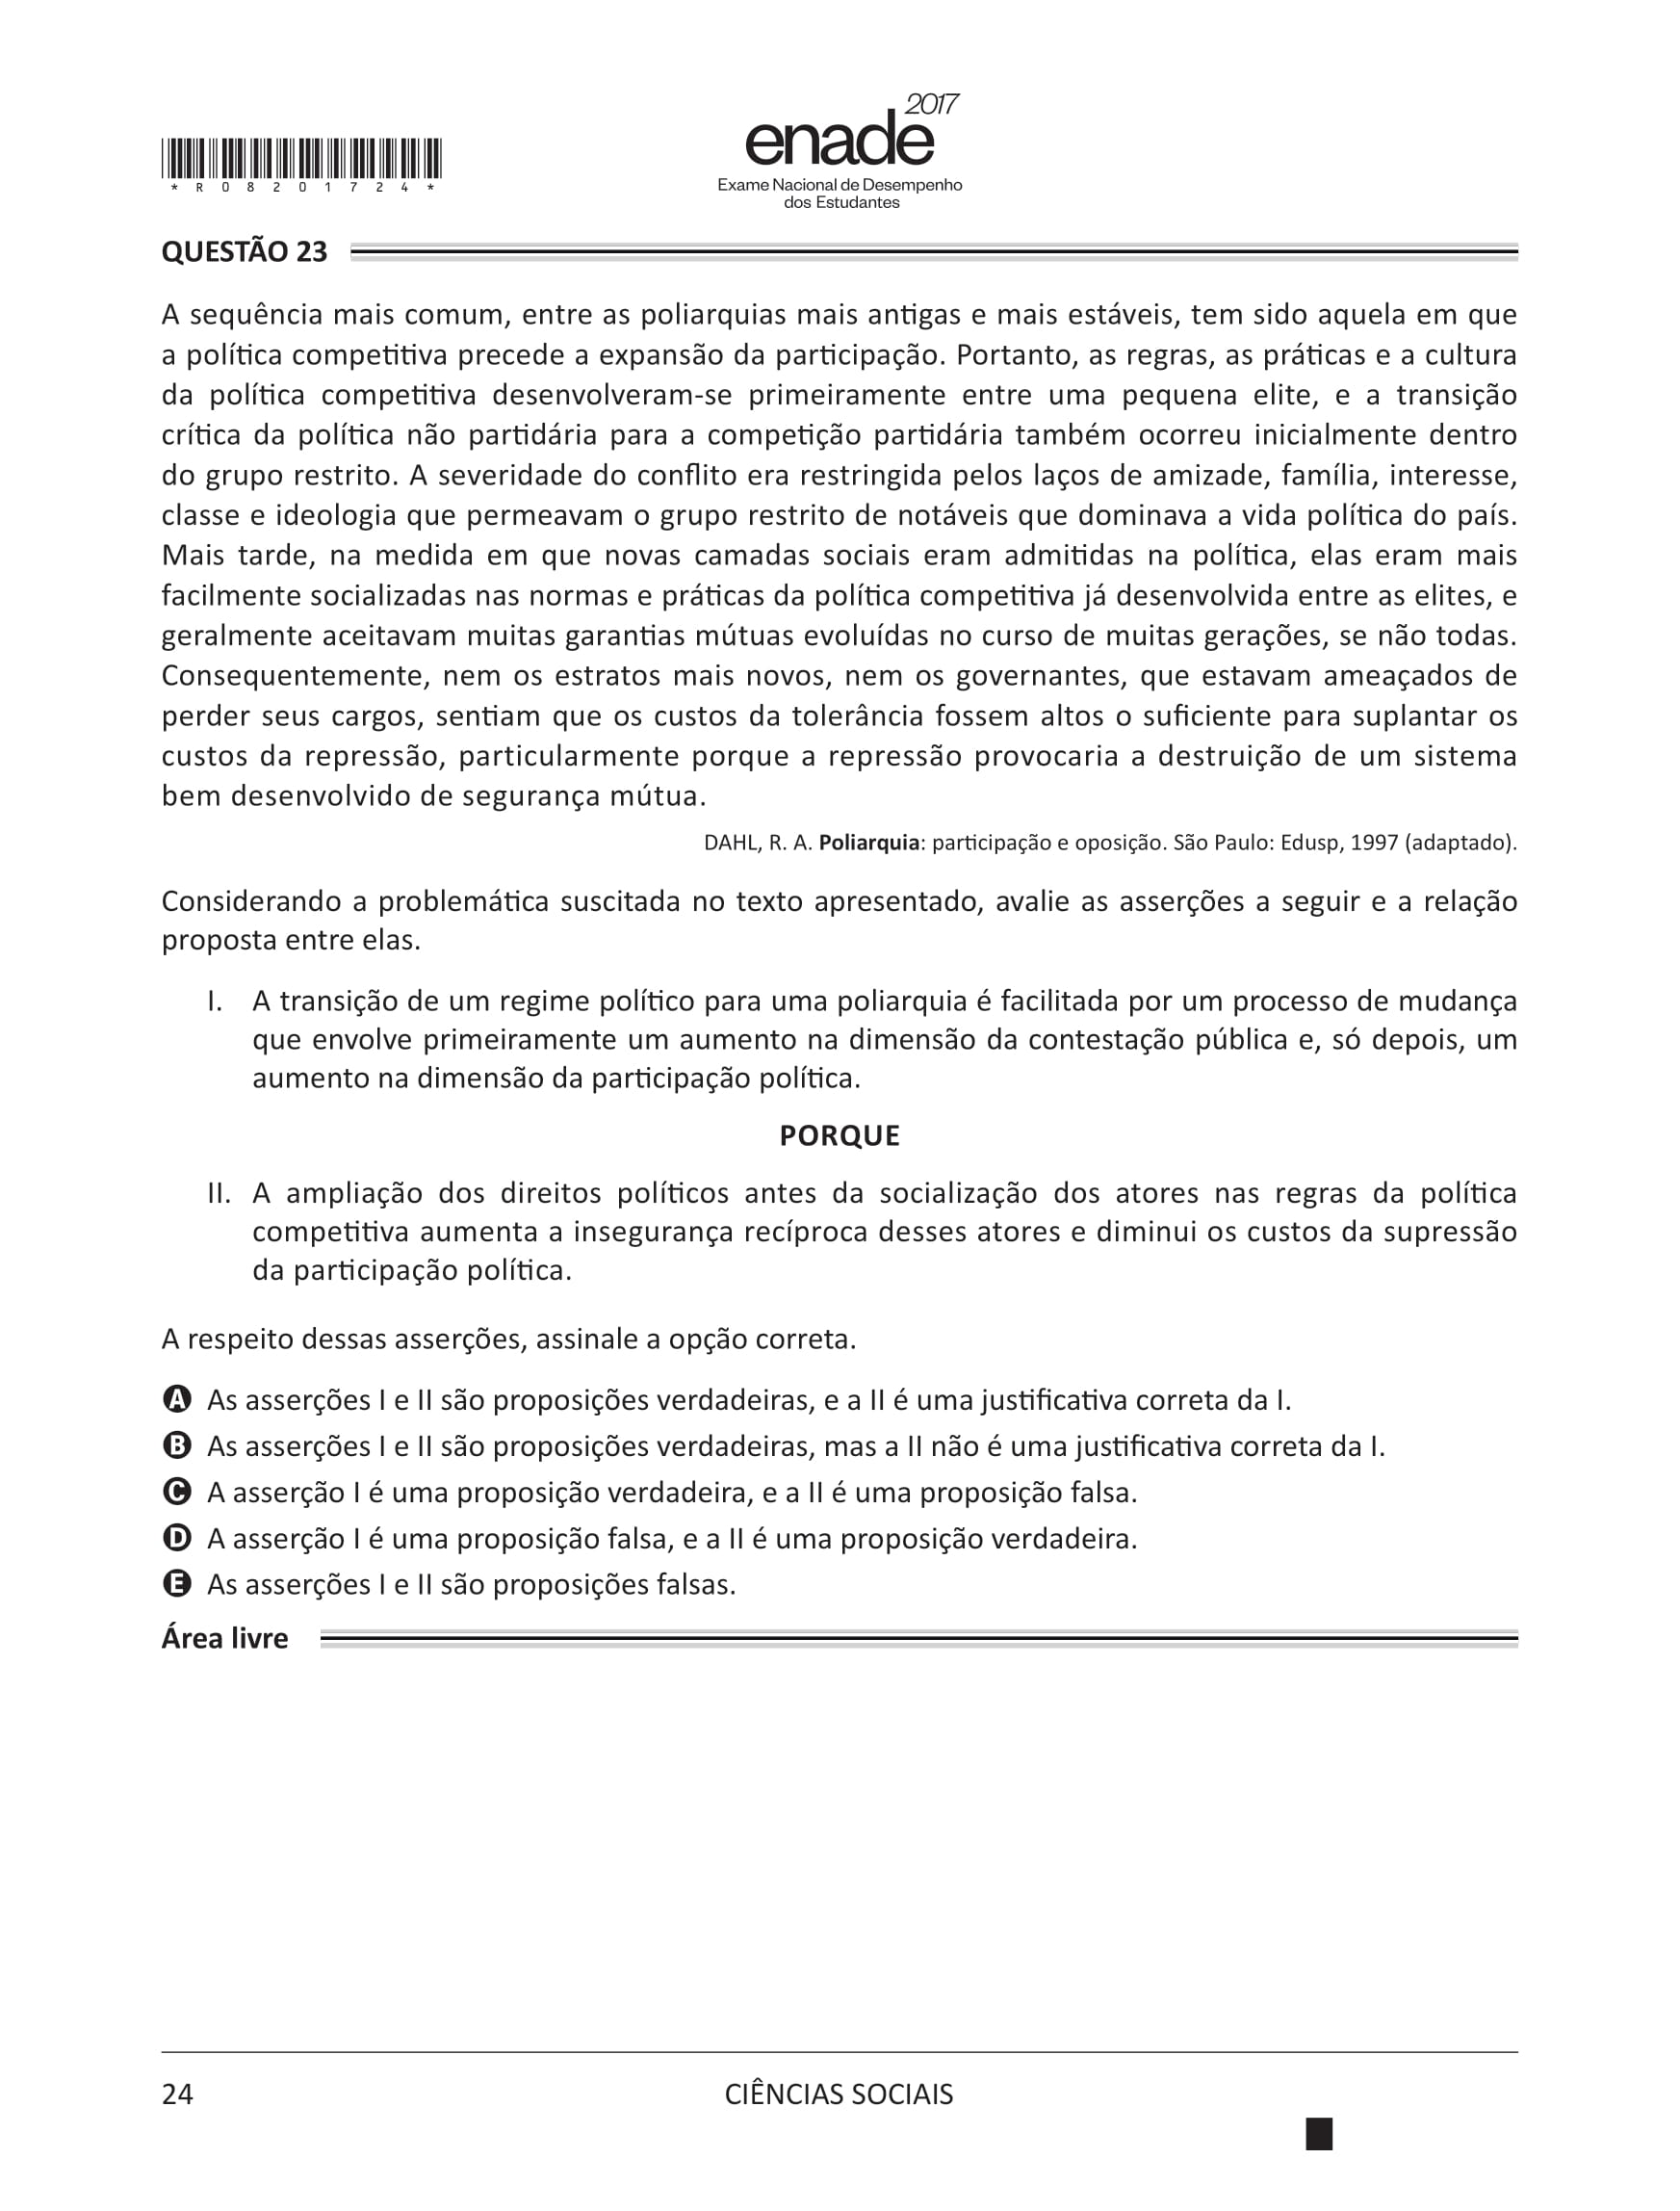 2017
enade
Exame Nacional de Desempenho
dos Estudantes
* R 0 8 2 0 1 7 2 4 *
QUESTÃO 23
A sequência mais comum, entre as poliarquias mais antigas e mais estáveis, tem sido aquela em que
a política competitiva precede a expansão da participação. Portanto, as regras, as práticas e a cultura
da política competitiva desenvolveram-se primeiramente entre uma pequena elite, e a transição
crítica da política não partidária para a competição partidária também ocorreu inicialmente dentro
do grupo restrito. A severidade do conflito era restringida pelos laços de amizade, família, interesse,
classe e ideologia que permeavam o grupo restrito de notáveis que dominava a vida política do país.
Mais tarde, na medida em que novas camadas sociais eram admitidas na política, elas eram mais
facilmente socializadas nas normas e práticas da política competitiva já desenvolvida entre as elites, e
geralmente aceitavam muitas garantias mútuas evoluídas no curso de muitas gerações, se não todas.
Consequentemente, nem os estratos mais novos, nem os governantes, que estavam ameaçados de
perder seus cargos, sentiam que os custos da tolerância fossem altos o suficiente para suplantar os
custos da repressão, particularmente porque a repressão provocaria a destruição de um sistema
bem desenvolvido de segurança mútua.
DAHL, R. A. Poliarquia: participação e oposição. São Paulo: Edusp, 1997 (adaptado).
Considerando a problemática suscitada no texto apresentado, avalie as asserções a seguir e a relação
proposta entre elas.
I. A transição de um regime político para uma poliarquia é facilitada por um processo de mudança
que envolve primeiramente um aumento na dimensão da contestação pública e, só depois, um
aumento na dimensão da participação política.
PORQUE
II. A ampliação dos direitos políticos antes da socialização dos atores nas regras da política
competitiva aumenta a insegurança recíproca desses atores e diminui os custos da supressão
da participação política.
A respeito dessas asserções, assinale a opção correta.
A As asserções I e II são proposições verdadeiras, e a II é uma justificativa correta da I.
B As asserções I e II são proposições verdadeiras, mas a II não é uma justificativa correta da I.
C A asserção I é uma proposição verdadeira, e a II é uma proposição falsa.
D A asserção I é uma proposição falsa, e a II é uma proposição verdadeira.
E As asserções I e II são proposições falsas.
Área livre
24
CIÊNCIAS SOCIAIS